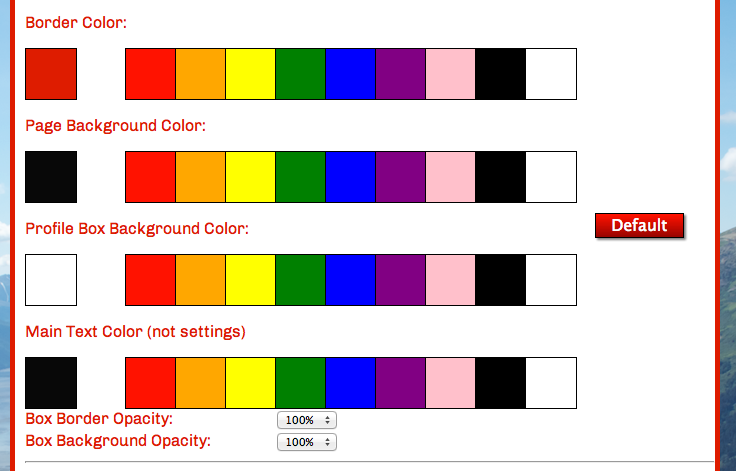 Border Color:
Page Background Color:
Default
Profile Box Background Color:
Main Text Color (not settings)
Box Border Opacity: 100%
Box Background Opacity: 100%